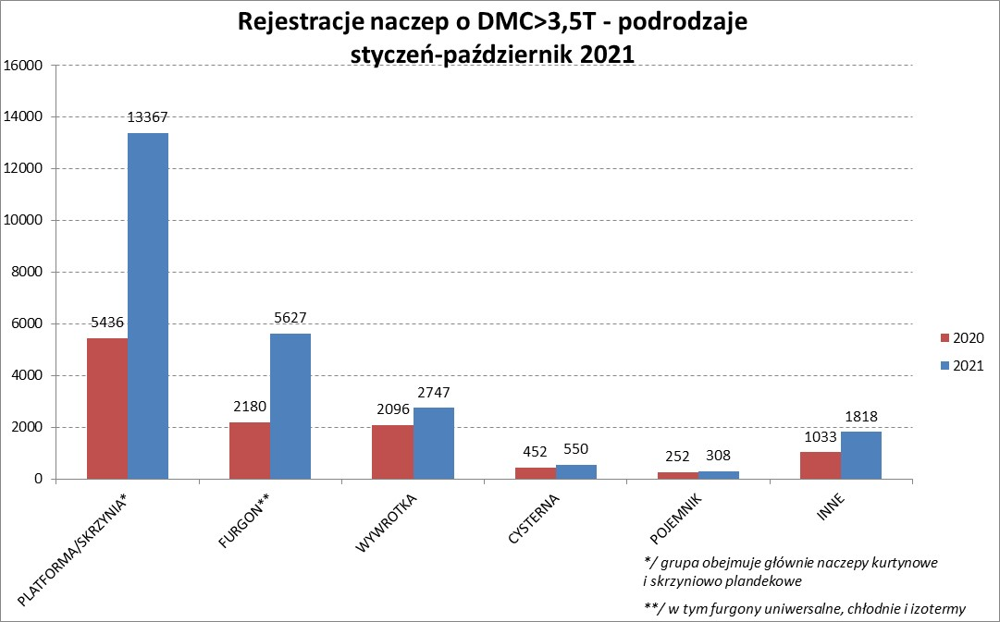 Rejestracje naczep o DMC>3,5T - podrodzaje
styczeń-październik 2021
16000
14000
12000
10000
8000
6000
4000
2000
0
5436
13367
2180
5627
2096
2747
452
550
252
308
1033
1818
PLATFORMA/SKRZYNIA*
FURGON**
WYWROTKA
CYSTERNA
POJEMNIK
INNE
2020
2021
*/ grupa obejmuje głównie naczepy kurtynowe
i skrzyniowo plandekowe
**/ w tym furgony uniwersalne, chłodnie i izotermy